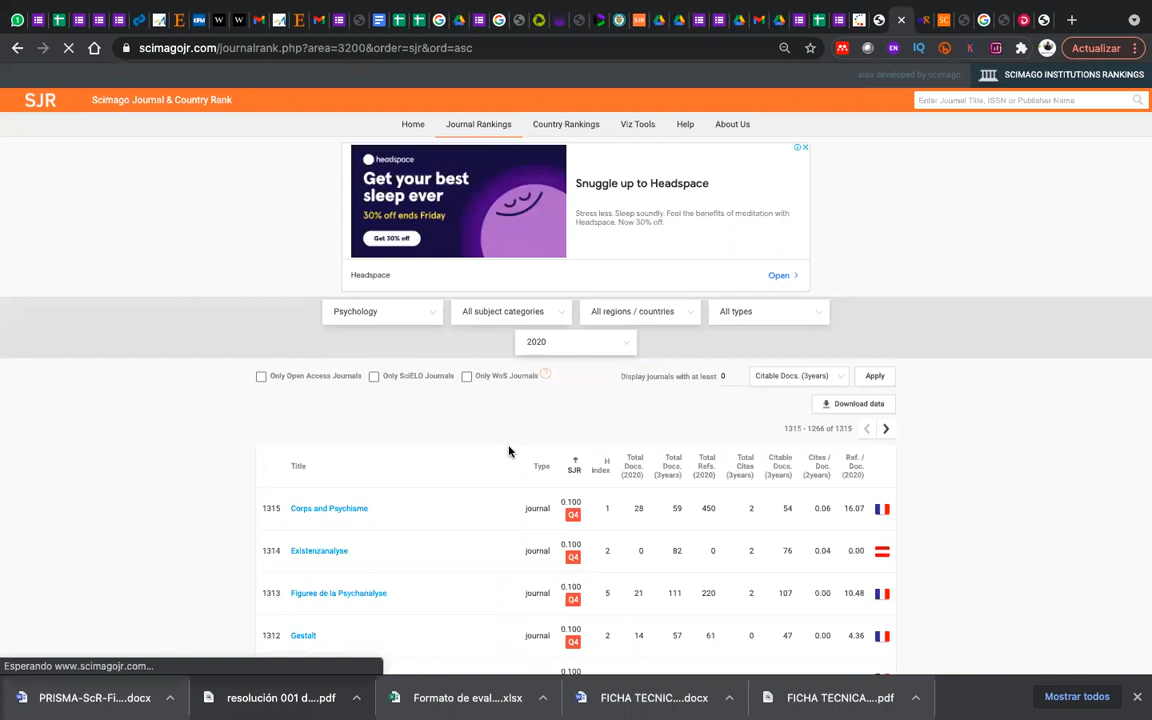 scimagojr.com/journalrank.php?area=3200&order=sjr&ord=asc
Actualizar
also developed by scimago:
SCIMAGO INSTITUTIONS RANKINGS
SJR
Scimago Journal & Country Rank
Enter Journal Title, ISSN or Publisher Name
Home
Journal Rankings
Country Rankings
Viz Tools
Help
About Us
headspace
Get your best
sleep ever
30% off ends Friday
Get 30% off
Snuggle up to Headspace
Stress less. Sleep soundly. Feel the benefits of meditation with
Headspace. Now 30% off.
Headspace
Open
Psychology
All subject categories
All regions / countries
All types
2020
Only Open Access Journals
Only SciELO Journals
Only WoS Journals
Display journals with at least 0
Citable Docs. (3years)
Apply
Download data
1315 - 1266 of 1315
Title
Type
SJR
H
index
Total
Docs.
(2020)
Total
Docs.
(3years)
Total
Refs.
(2020)
Total
Cites
(3years)
Citable
Docs.
(3years)
Cites /
Doc.
(2years)
Ref. /
Doc.
(2020)
1315 Corps and Psychisme journal 0.100 Q4 1 28 59 450 2 54 0.06 16.07
1314 Existenzanalyse journal 0.100 Q4 2 0 82 0 2 76 0.04 0.00
1313 Figures de la Psychanalyse journal 0.100 Q4 5 21 111 220 2 107 0.00 10.48
1312 Gestalt journal 0.100 Q4 2 14 57 61 0 47 0.00 4.36
Esperando www.scimagojr.com...
PRISMA-ScR-Fi....docx
resolución 001 d....pdf
Formato de eval....xlsx
FICHA TECNIC....docx
FICHA TECNICA....pdf
Mostrar todos